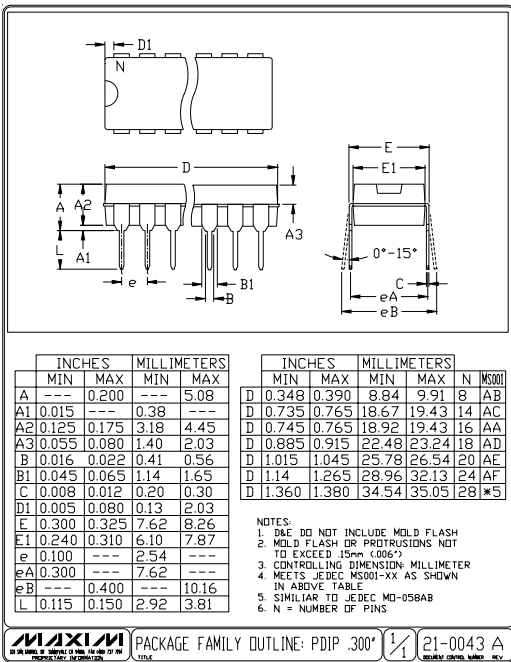 D1
N
D
E
E1
A
A2
A3
L
A1
0°-15°
e
B1
B
C
eA
eB
INCHES MILLIMETERS
MIN MAX MIN MAX
A --- 0.200 --- 5.08
A1 0.015 --- 0.38 ---
A2 0.125 0.175 3.18 4.45
A3 0.055 0.080 1.40 2.03
B 0.016 0.022 0.41 0.56
B1 0.045 0.065 1.14 1.65
C 0.008 0.012 0.20 0.30
D1 0.005 0.080 0.13 2.03
E 0.300 0.325 7.62 8.26
E1 0.240 0.310 6.10 7.87
e 0.100 --- 2.54 ---
eA 0.300 --- 7.62 ---
eB --- 0.400 --- 10.16
L 0.115 0.150 2.92 3.81
INCHES MILLIMETERS
MIN MAX MIN MAX N MS001
D 0.348 0.390 8.84 9.91 8 AB
D 0.735 0.765 18.67 19.43 14 AC
D 0.745 0.765 18.92 19.43 16 AA
D 0.885 0.915 22.48 23.24 18 AD
D 1.015 1.045 25.78 26.54 20 AE
D 1.14 1.265 28.96 32.13 24 AF
D 1.360 1.380 34.54 35.05 28 *5
NOTES:
1. D&E DO NOT INCLUDE MOLD FLASH
2. MOLD FLASH OR PROTRUSIONS NOT
TO EXCEED .15mm (.006")
3. CONTROLLING DIMENSION: MILLIMETER
4. MEETS JEDEC MS001-XX AS SHOWN
IN ABOVE TABLE
5. SIMILIAR TO JEDEC MO-058AB
6. N = NUMBER OF PINS
MAXIM
PROPRIETARY INFORMATION
PACKAGE FAMILY OUTLINE: PDIP .300"
TITLE
1/1
21-0043 A
DOCUMENT CONTROL NUMBER REV